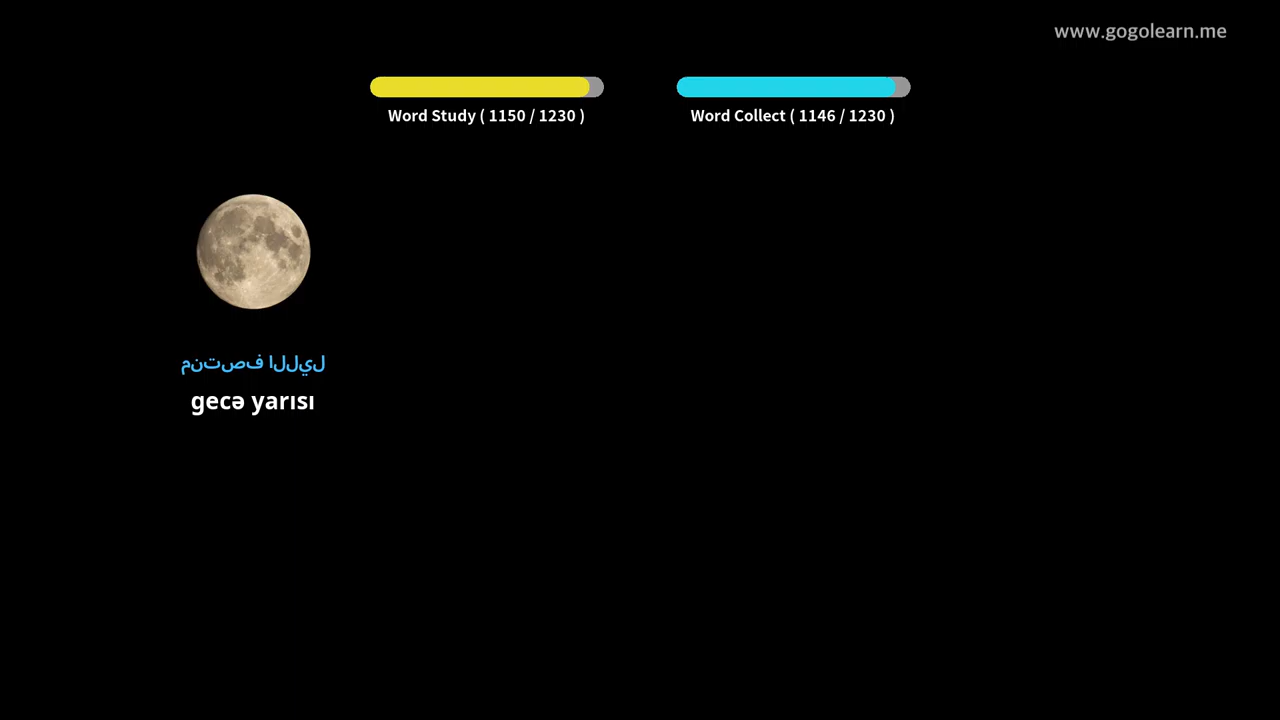 www.gogolearn.me
Word Study ( 1150 / 1230 )
Word Collect ( 1146 / 1230 )
منتصف الليل
gecə yarısı